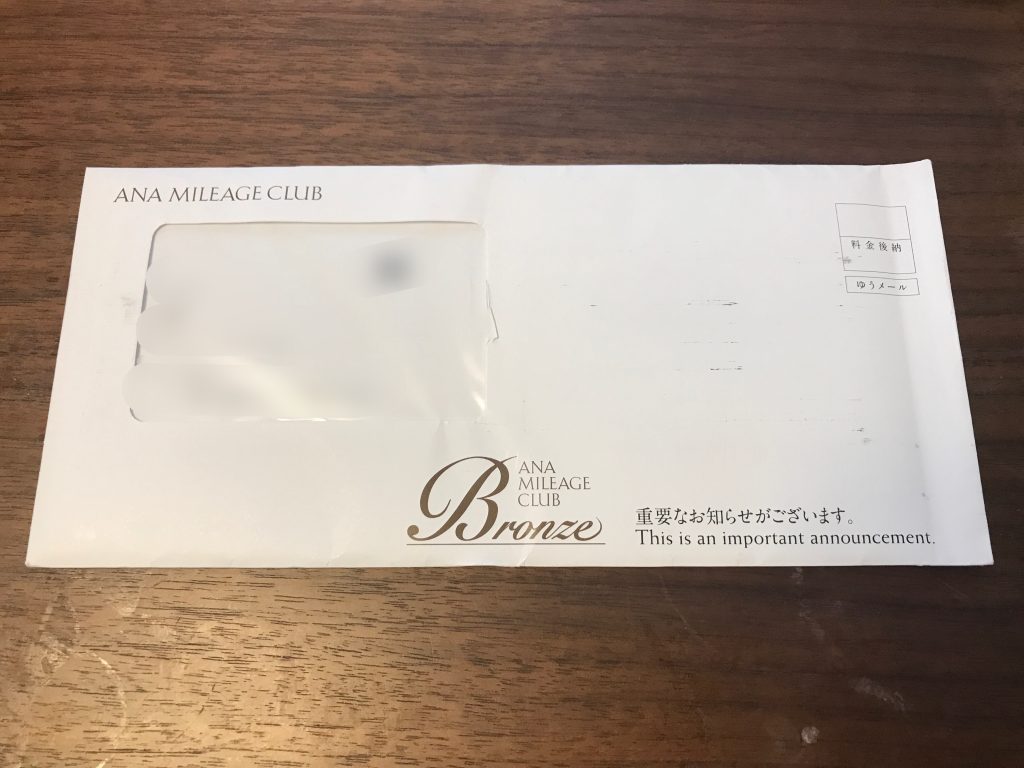 ANA MILEAGE CLUB
料金後納
ゆうメール
ANA
MILEAGE
CLUB
Bronze
重要なお知らせがございます。
This is an important announcement.